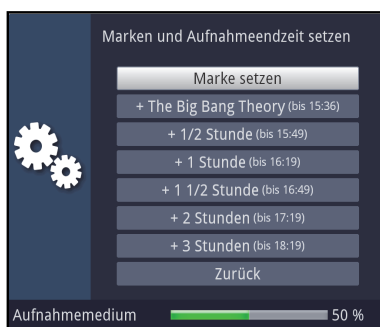 Marken und Aufnahmeendzeit setzen
Marke setzen
+ The Big Bang Theory (bis 15:36)
+ 1/2 Stunde (bis 15:49)
+ 1 Stunde (bis 16:19)
+ 1 1/2 Stunde (bis 16:49)
+ 2 Stunden (bis 17:19)
+ 3 Stunden (bis 18:19)
Zurück
Aufnahmemedium 50 %